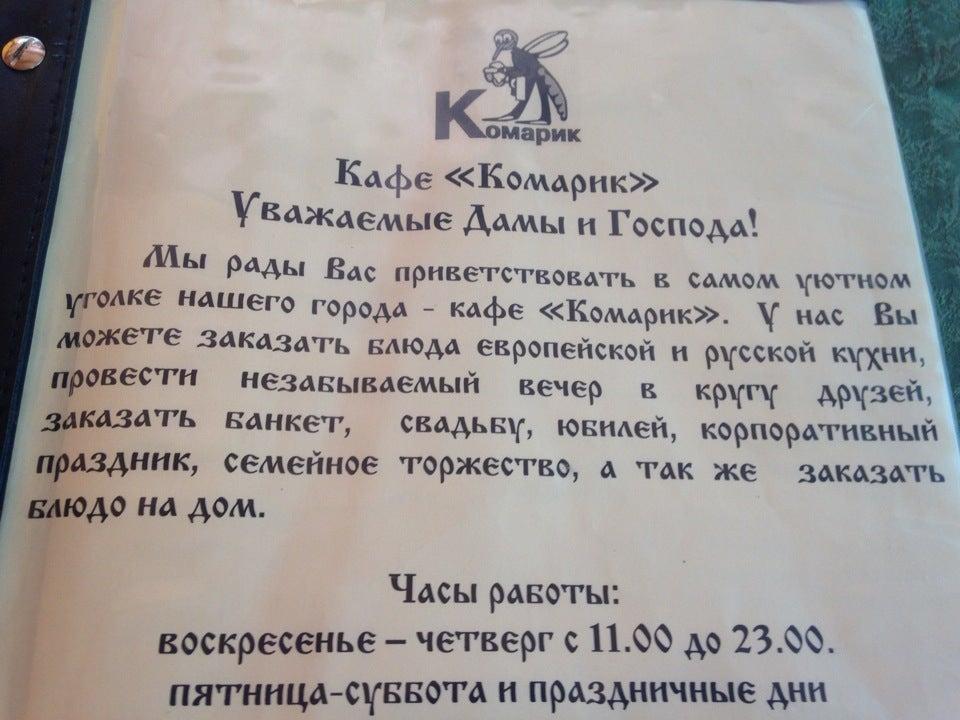 Комарик
Кафе «Комарик»
Уважаемые Дамы и Господа!
Мы рады Вас приветствовать в самом уютном
уголке нашего города - кафе «Комарик». У нас Вы
можете заказать блюда европейской и русской кухни,
провести незабываемый вечер в кругу друзей,
заказать банкет, свадьбу, юбилей, корпоративный
праздник, семейное торжество, а так же заказать
блюдо на дом.
Часы работы:
воскресенье – четверг с 11.00 до 23.00.
пятница-суббота и праздничные дни